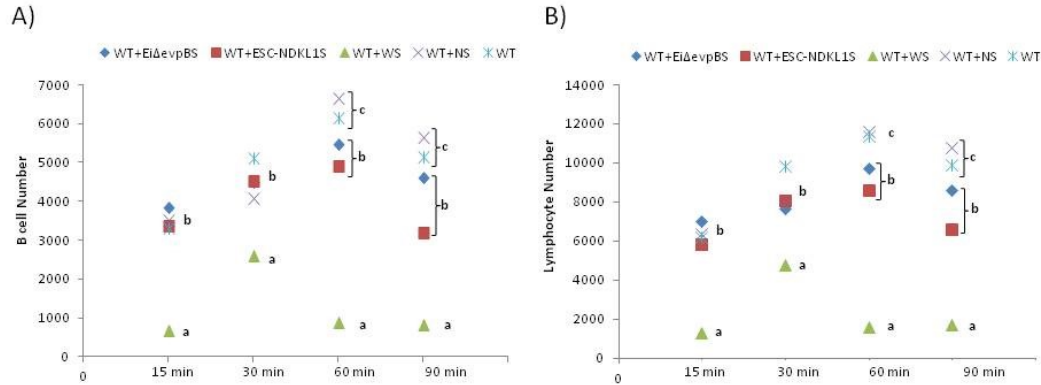 A)
WT+EiΔevpBS WT+ESC-NDKL1S WT+WS WT+NS WT
7000
6000
5000
4000
3000
2000
1000
0
B cell Number
c
b
c
b
b
b
a
a
a
a
0 15 min 30 min 60 min 90 min
B)
WT+EiΔevpBS WT+ESC-NDKL1S WT+WS WT+NS WT
14000
12000
10000
8000
6000
4000
2000
0
Lymphocyte Number
c
c
b
b
b
b
a
a
a
a
0 15 min 30 min 60 min 90 min